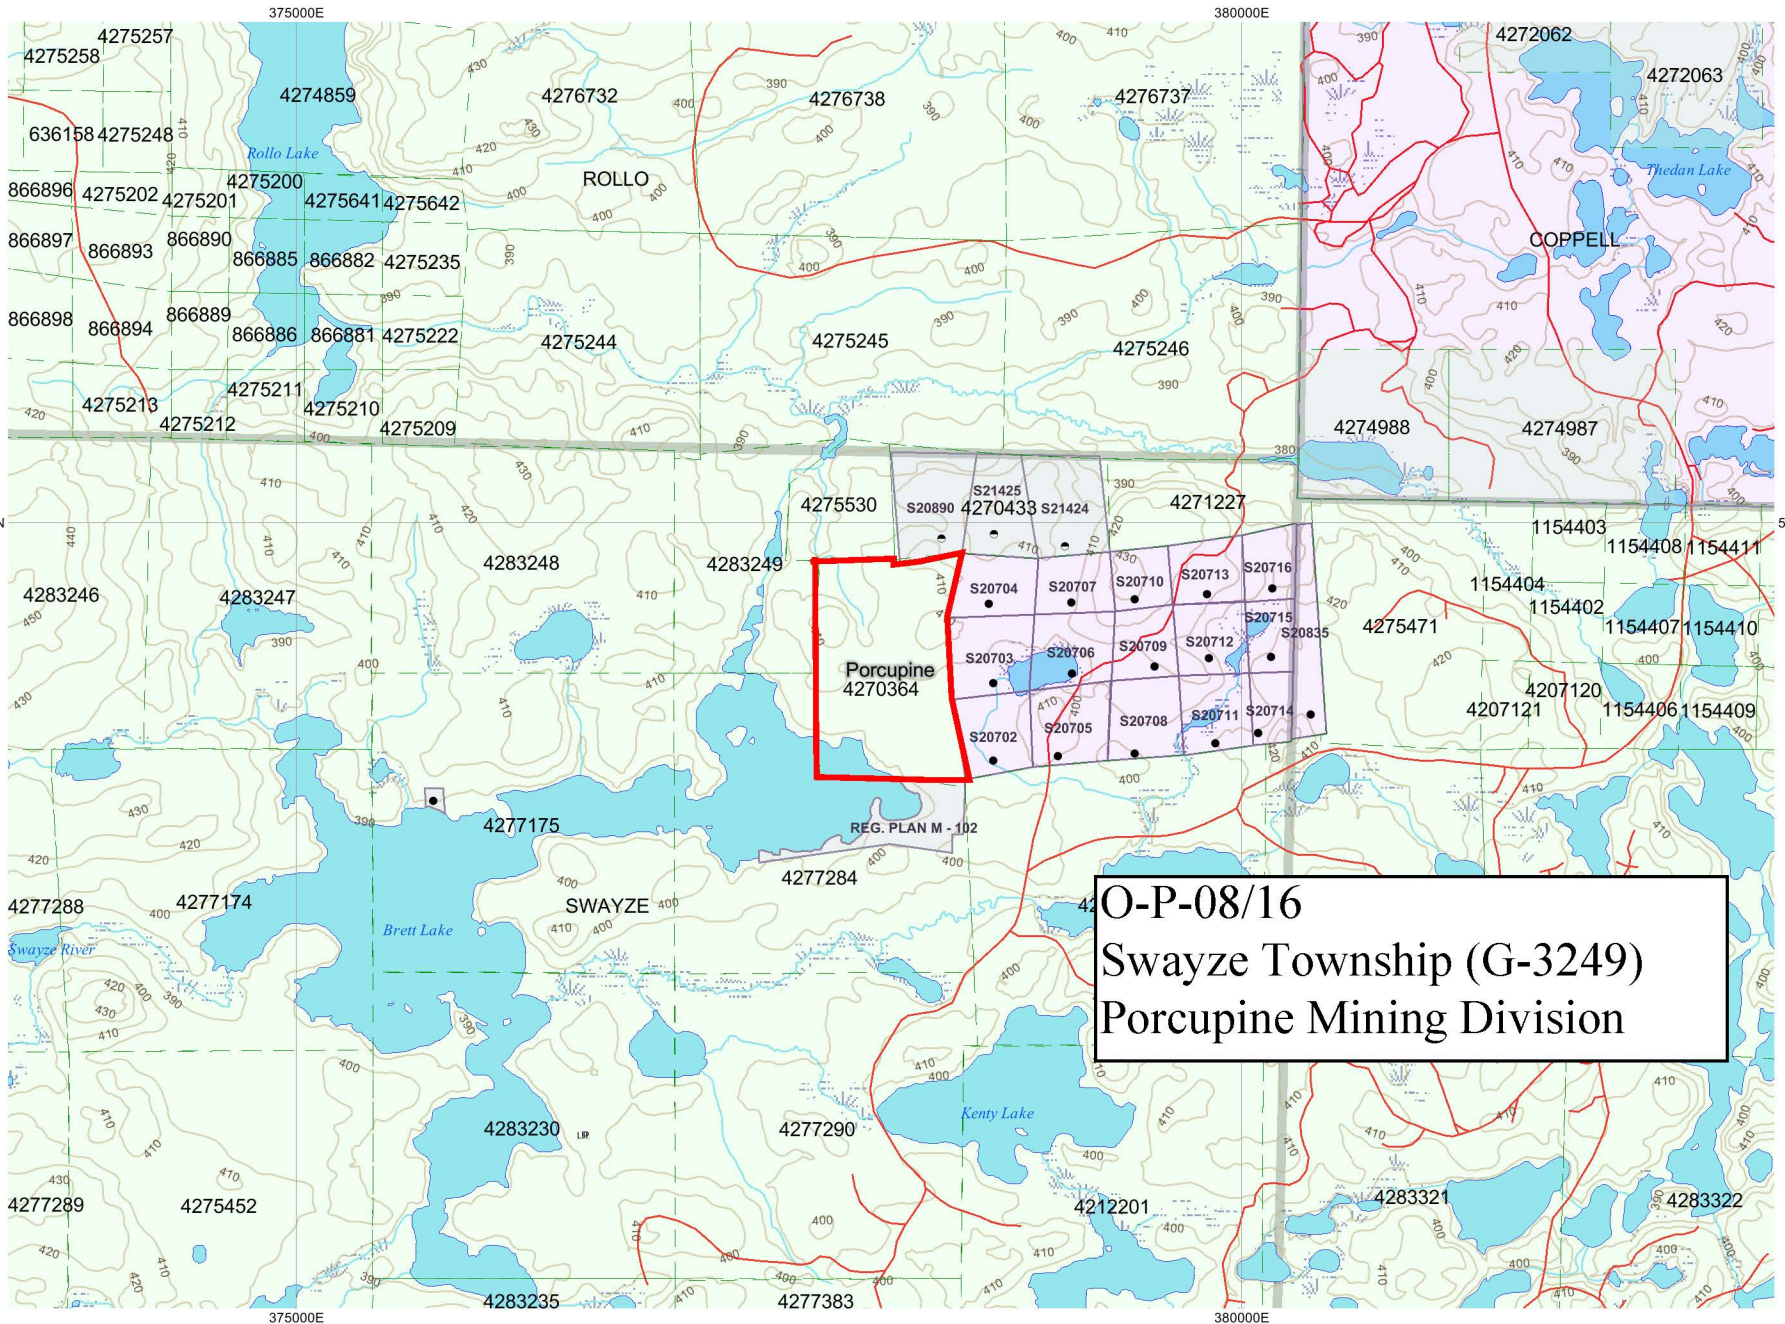 375000E 380000E
4275257
4275258
4274859
4276732
4276738
4276737
4272062
4272063
636158 4275248
Rollo Lake
4275200
ROLLO
Thedan Lake
866896 4275202 4275201 4275641 4275642
866897 866893 866890
866885 866882 4275235
COPPELL
866898 866894 866889
866886 866881 4275222
4275244
4275245
4275246
4275213 4275211 4275210
4275212 4275209
4274988
4274987
4275530
S20890 S21425 S21424
4270433
4271227
N
5
1154403
1154408 1154411
4283246
4283247
4283248
4283249
S20704 S20707 S20710 S20713 S20716
1154404
1154402
S20715
S20835
4275471
1154407 1154410
Porcupine
4270364
S20703 S20706 S20709 S20712
4207120
4207121
1154406 1154409
S20702 S20705 S20708 S20711 S20714
4277175
REG. PLAN M - 102
4277284
4277288
4277174
SWAYZE
Swayze River
Brett Lake
42
O-P-08/16
Swayze Township (G-3249)
Porcupine Mining Division
Kenty Lake
4283230
4277290
4277289
4275452
4212201
4283321
4283322
4283235
4277383
375000E 380000E